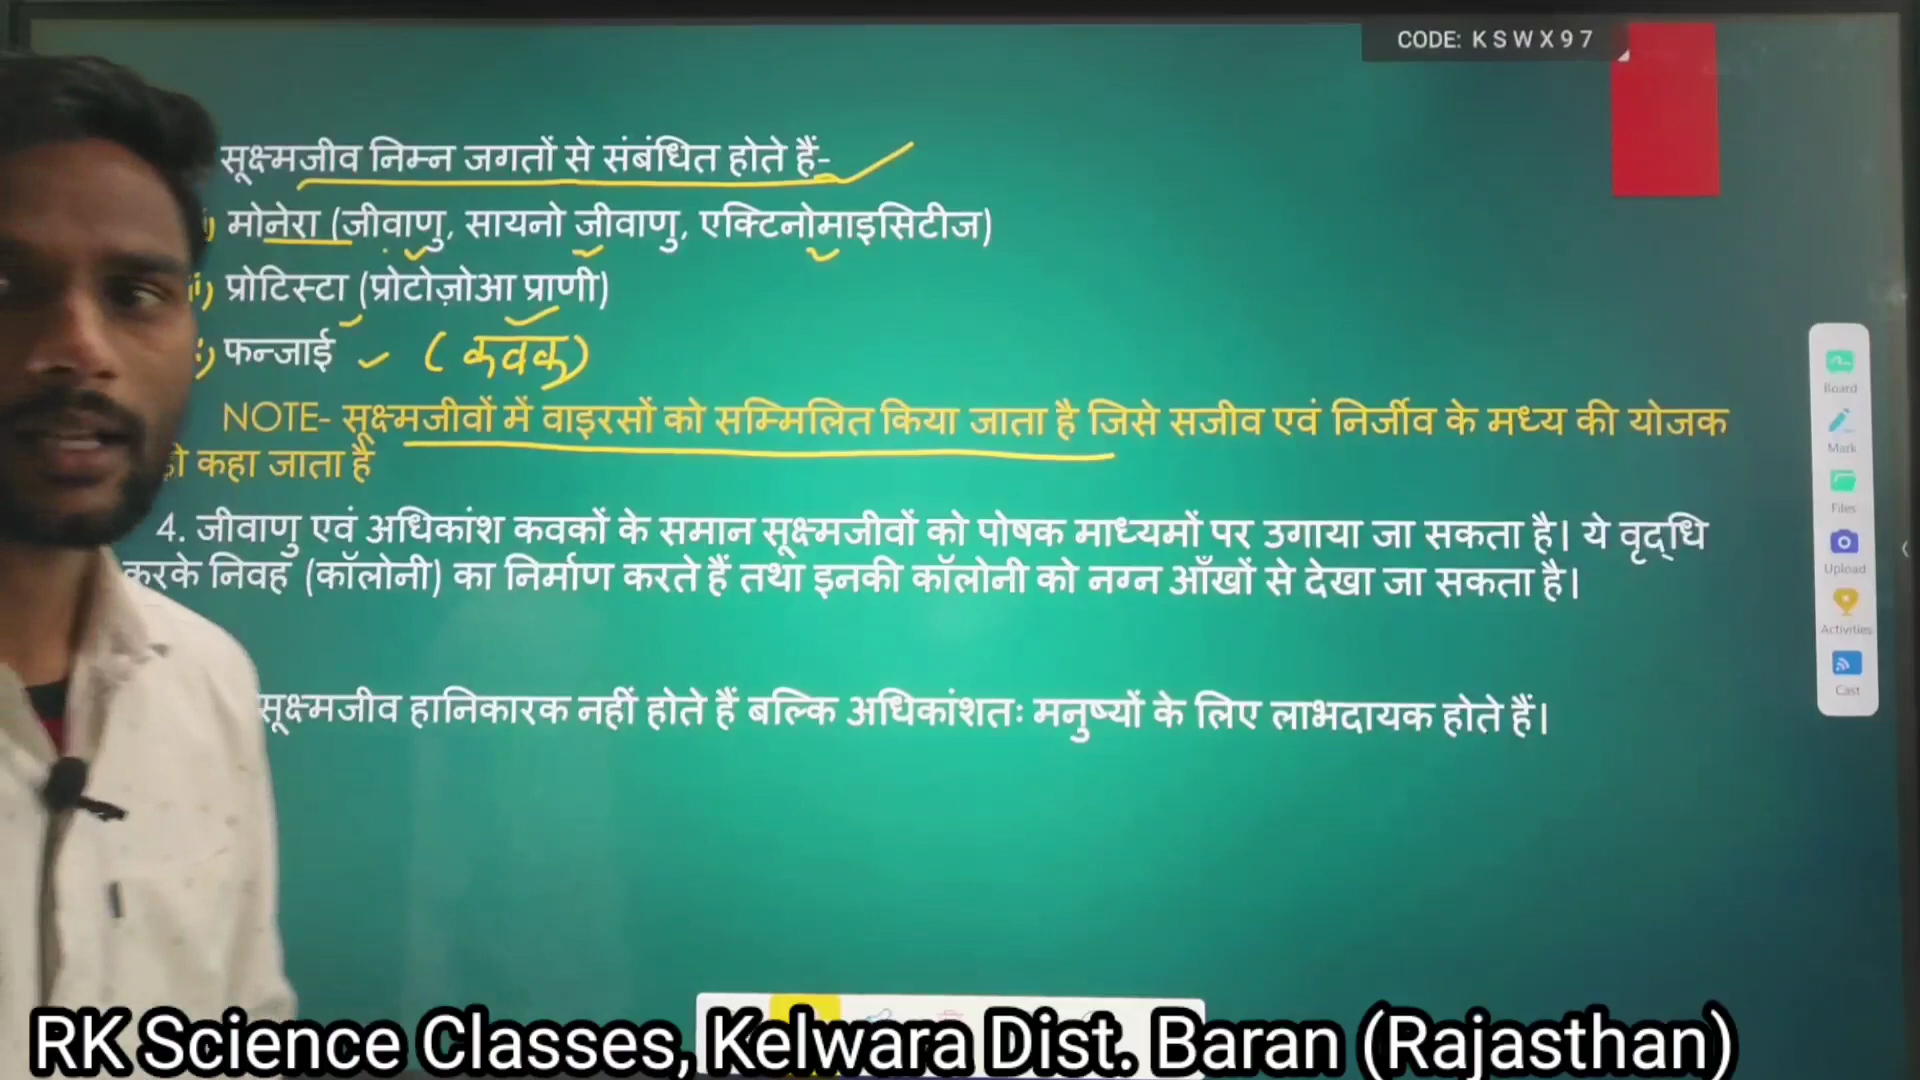 CODE: K S W X 9 7
सूक्ष्मजीव निम्न जगतों से संबंधित होते हैं-
मोनेरा (जीवाणु, सायनो जीवाणु, एक्टिनोमाइसिटीज)
प्रोटिस्टा (प्रोटोज़ोआ प्राणी)
फन्जाई (कवक)
NOTE- सूक्ष्मजीवों में वाइरसों को सम्मिलित किया जाता है जिसे सजीव एवं निर्जीव के मध्य की योजक
कहा जाता है
4. जीवाणु एवं अधिकांश कवकों के समान सूक्ष्मजीवों को पोषक माध्यमों पर उगाया जा सकता है। ये वृद्धि
करके निवह (कॉलोनी) का निर्माण करते हैं तथा इनकी कॉलोनी को नग्न आँखों से देखा जा सकता है।
सूक्ष्मजीव हानिकारक नहीं होते हैं बल्कि अधिकांशतः मनुष्यों के लिए लाभदायक होते हैं।
Board
Mark
Files
Upload
Activities
Cast
RK Science Classes, Kelwara Dist. Baran (Rajasthan)